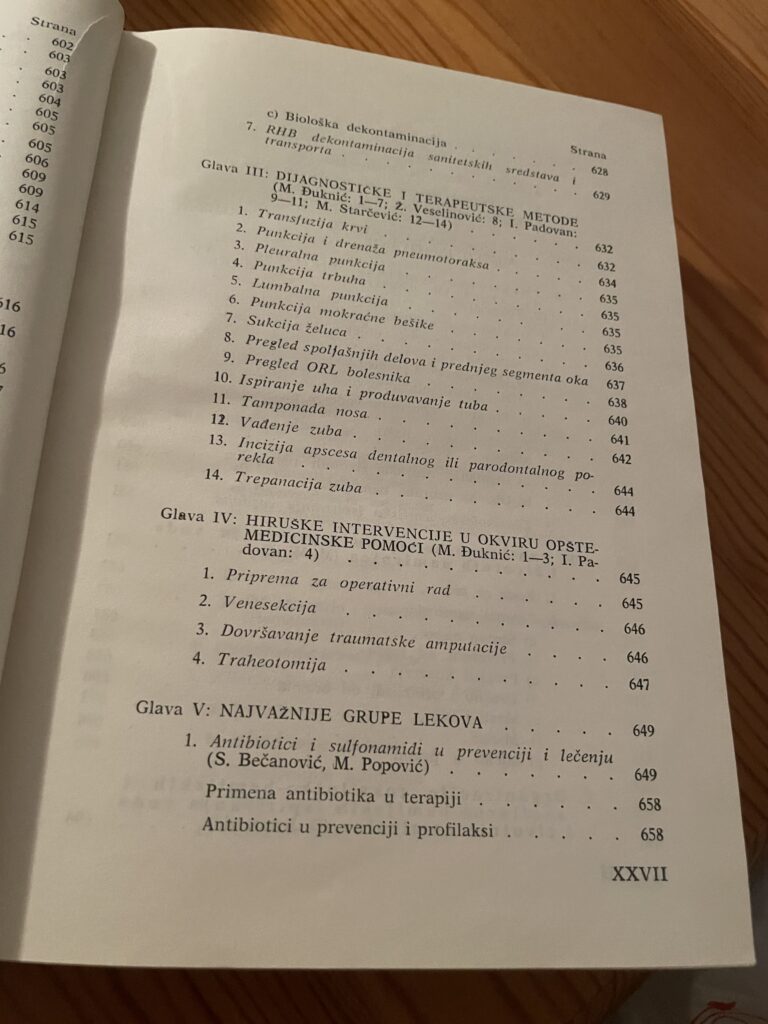 Strana
602
603
603
603
604
605
605
605
606
609
609
614
615
615
616
16
6
7
Strana
c) Biološka dekontaminacija . . . . . . 628
7. RHB dekontaminacija sanitetskih sredstava i
transporta . . . . . . . . . 629
Glava III: DIJAGNOSTIČKE I TERAPEUTSKE METODE
(M. Đuknić: 1—7; Ž. Veselinović: 8; I. Padovan:
9—11; M. Starčević: 12—14) . . . . . . 632
1. Transfuzija krvi . . . . . . . . 632
2. Punkcija i drenaža pneumotoraksa . . . . . 634
3. Pleuralna punkcija . . . . . . . . 635
4. Punkcija trbuha . . . . . . . . 635
5. Lumbalna punkcija . . . . . . . . 635
6. Punkcija mokraćne bešike . . . . . . 635
7. Sukcija želuca . . . . . . . . 636
8. Pregled spoljašnjih delova i prednjeg segmenta oka 637
9. Pregled ORL bolesnika . . . . . . . 638
10. Ispiranje uha i produvavanje tuba . . . . . 640
11. Tamponada nosa . . . . . . . . 641
12. Vađenje zuba . . . . . . . . . 642
13. Incizija apscesa dentalnog ili parodontalnog po-
rekla . . . . . . . . . . 644
14. Trepanacija zuba . . . . . . . . 644
Glava IV: HIRUŠKE INTERVENCIJE U OKVIRU OPŠTE-
MEDICINSKE POMOĆI (M. Đuknić: 1—3; I. Pa-
dovan: 4) . . . . . . . . . . 645
1. Priprema za operativni rad . . . . . . 645
2. Venesekcija . . . . . . . . . 646
3. Dovršavanje traumatske amputacije . . . . 646
4. Traheotomija . . . . . . . . . 647
Glava V: NAJVAŽNIJE GRUPE LEKOVA . . . . . 649
1. Antibiotici i sulfonamidi u prevenciji i lečenju
(S. Bečanović, M. Popović) . . . . . . 649
Primena antibiotika u terapiji . . . . . . 658
Antibiotici u prevenciji i profilaksi . . . . . 658
XXVII